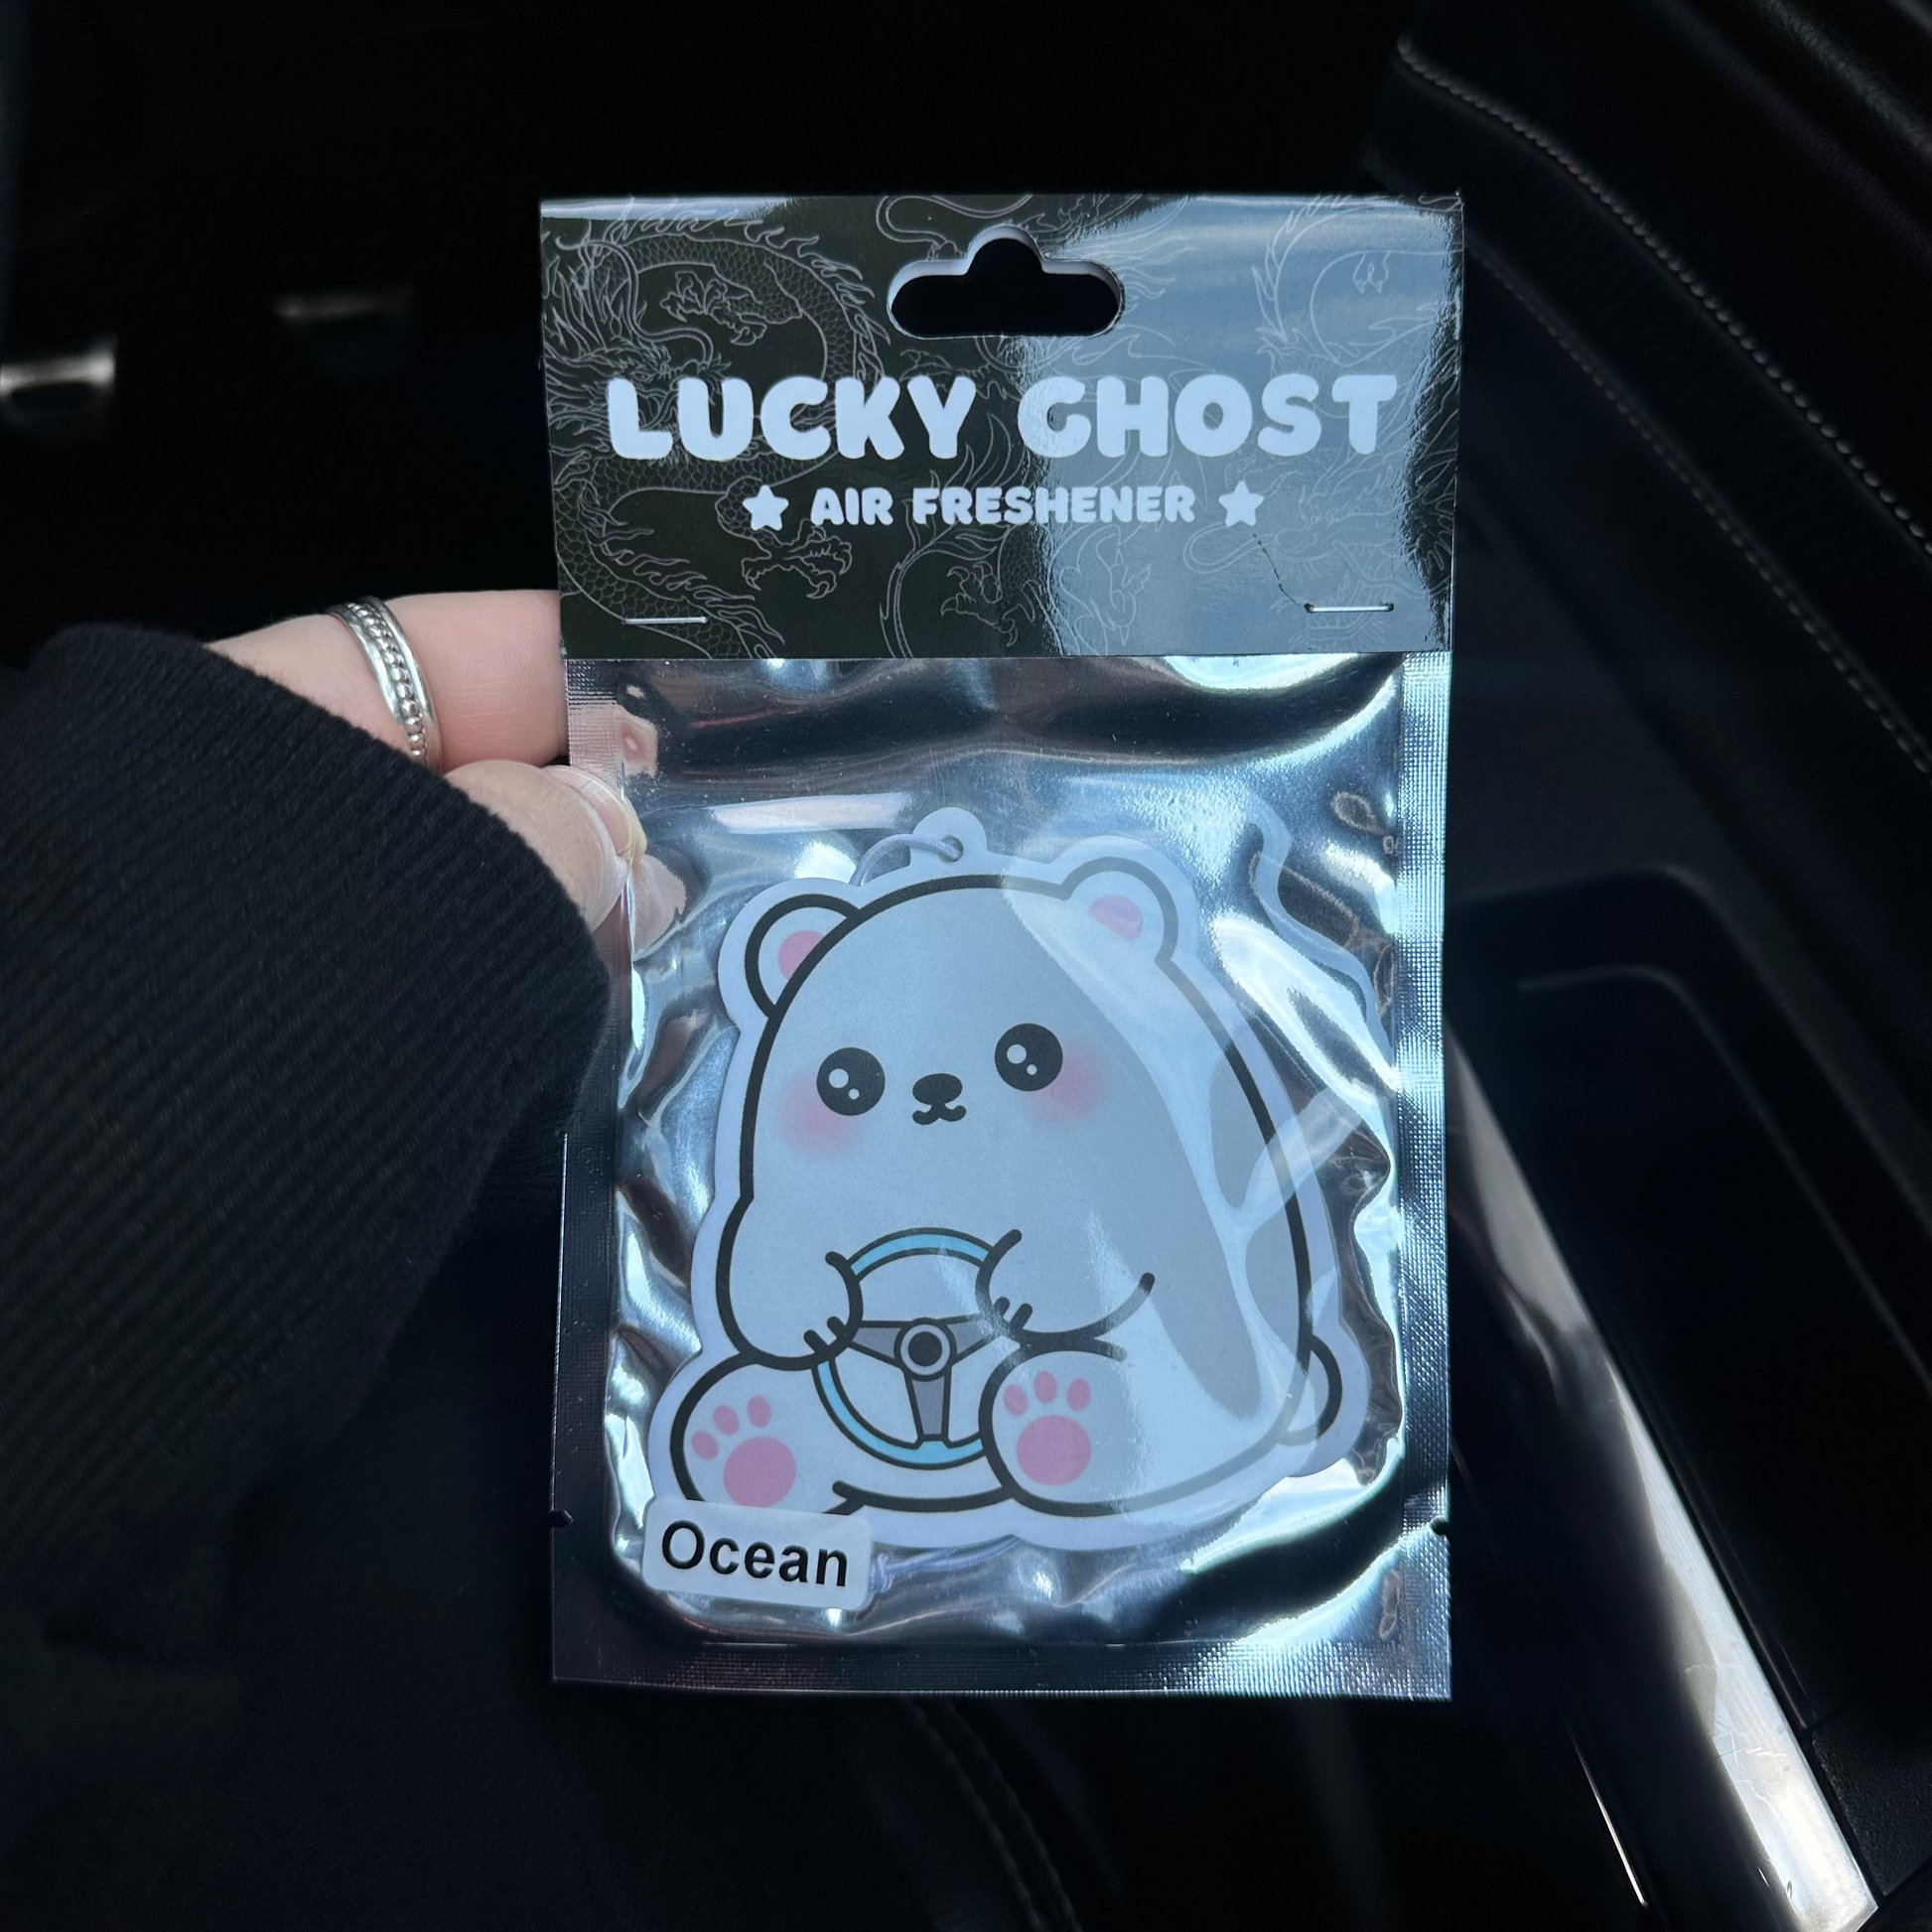 LUCKY GHOST
★ AIR FRESHENER ★
Ocean